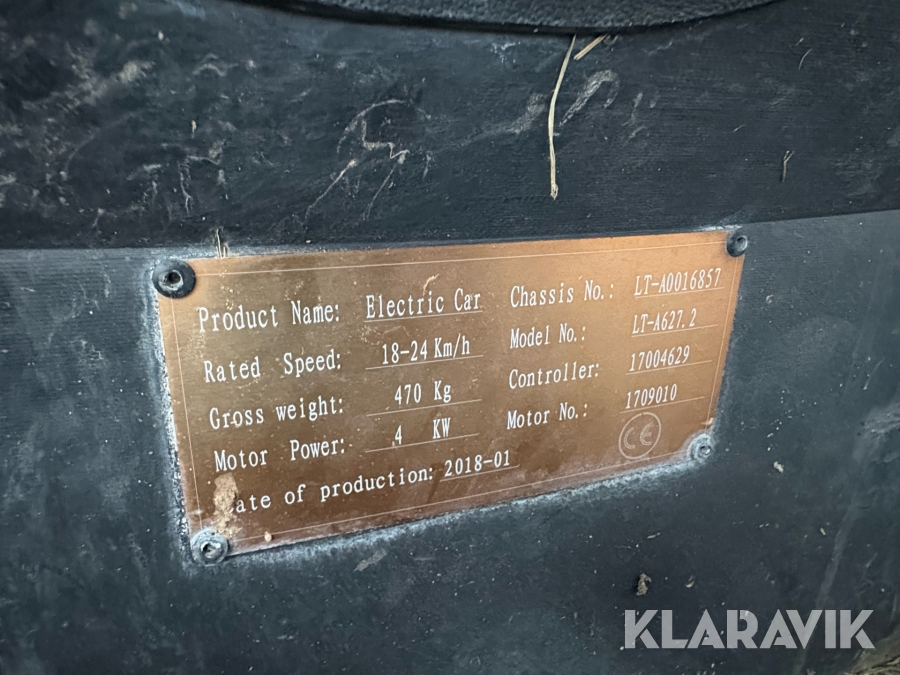 Product Name: Electric Car Chassis No.: LT-A0016857
Rated Speed: 18-24 Km/h Model No.: LT-A627.2
Gross weight: 470 Kg Controller: 17004629
Motor Power: 4 KW Motor No.: 1709010
ate of production: 2018-01 CE
KLARAVIK